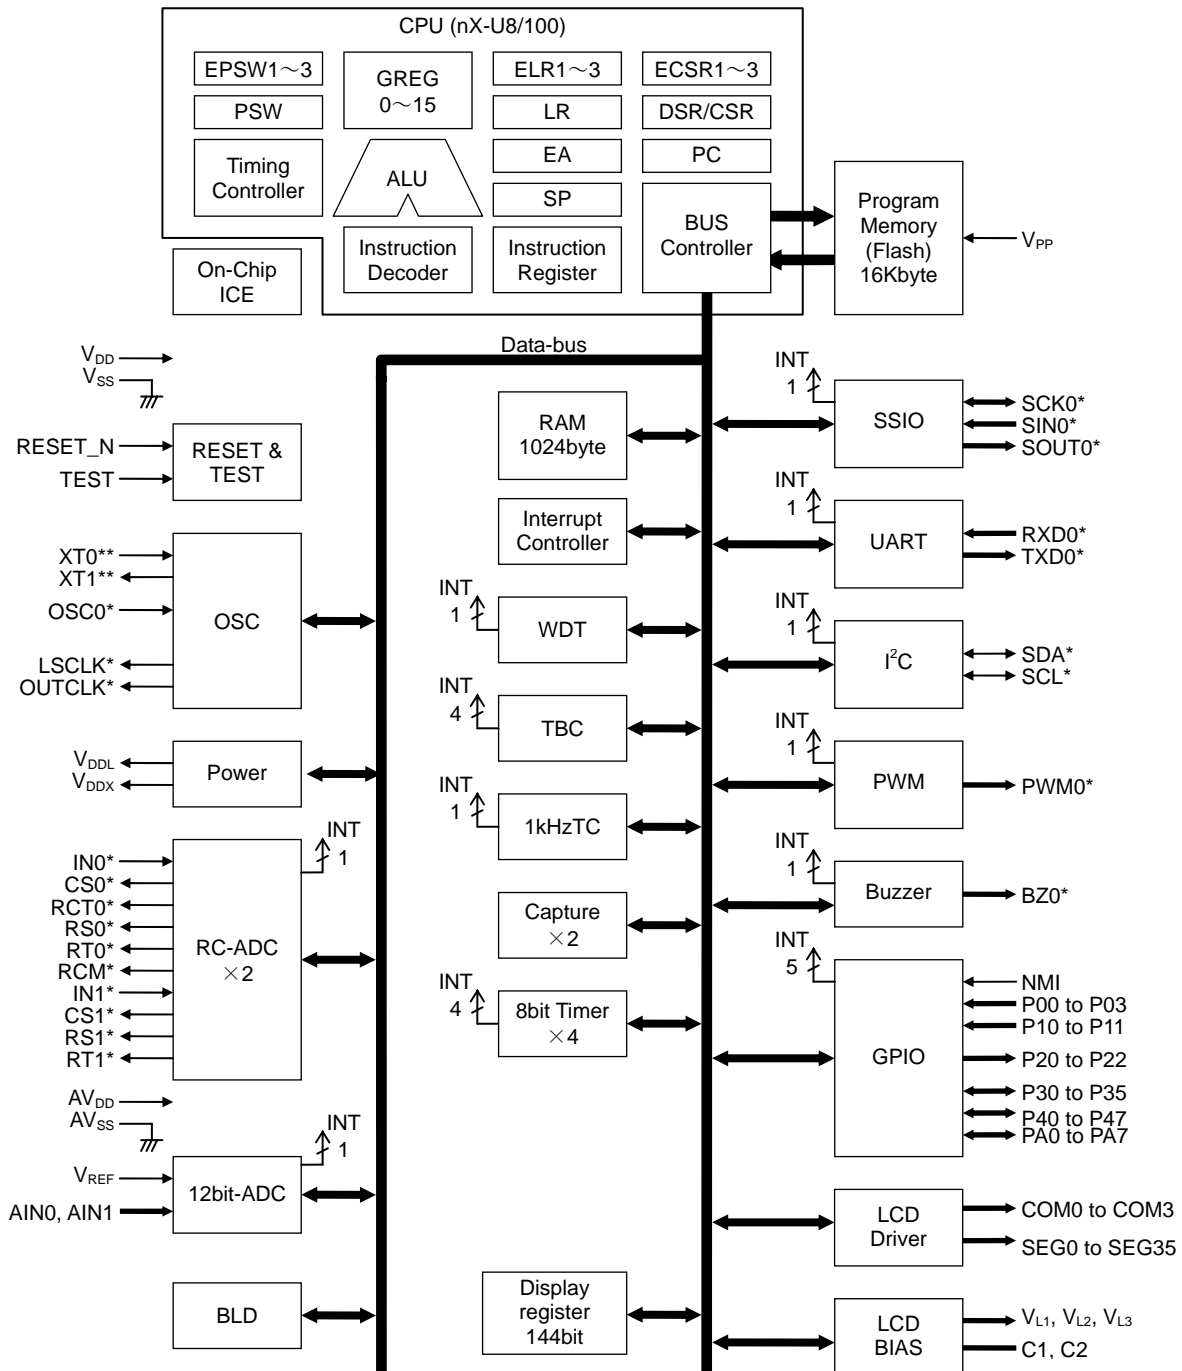 CPU (nX-U8/100)
EPSW1～3
GREG
0～15
ELR1～3
ECSR1～3
PSW
LR
DSR/CSR
Timing
Controller
ALU
EA
PC
SP
BUS
Controller
Program
Memory
(Flash)
16Kbyte
VPP
On-Chip
ICE
Instruction
Decoder
Instruction
Register
Data-bus
VDD
VSS
RESET_N
TEST
RESET &
TEST
XT0**
XT1**
OSC0*
LSCLK*
OUTCLK*
OSC
VDDL
VDDX
Power
IN0*
CS0*
RCT0*
RS0*
RT0*
RCM*
IN1*
CS1*
RS1*
RT1*
RC-ADC
×2
INT
1
AVDD
AVSS
VREF
AIN0, AIN1
12bit-ADC
INT
1
BLD
RAM
1024byte
Interrupt
Controller
INT
1
WDT
INT
4
TBC
INT
1
1kHzTC
Capture
×2
INT
4
8bit Timer
×4
Display
register
144bit
INT
1
SSIO
SCK0*
SIN0*
SOUT0*
INT
1
UART
RXD0*
TXD0*
INT
1
I²C
SDA*
SCL*
INT
1
PWM
PWM0*
INT
1
Buzzer
BZ0*
INT
5
GPIO
NMI
P00 to P03
P10 to P11
P20 to P22
P30 to P35
P40 to P47
PA0 to PA7
LCD
Driver
COM0 to COM3
SEG0 to SEG35
LCD
BIAS
VL1, VL2, VL3
C1, C2